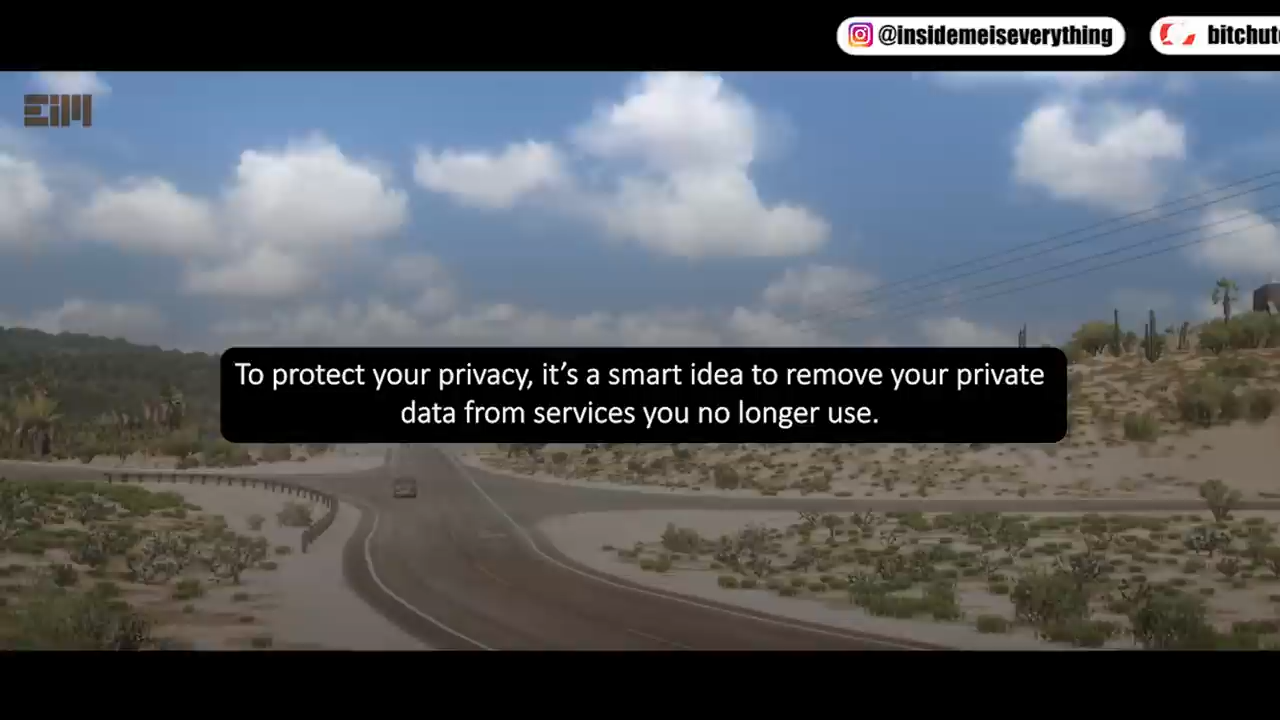 @insidemeiseverything
bitchut
EiM
To protect your privacy, it’s a smart idea to remove your private
data from services you no longer use.